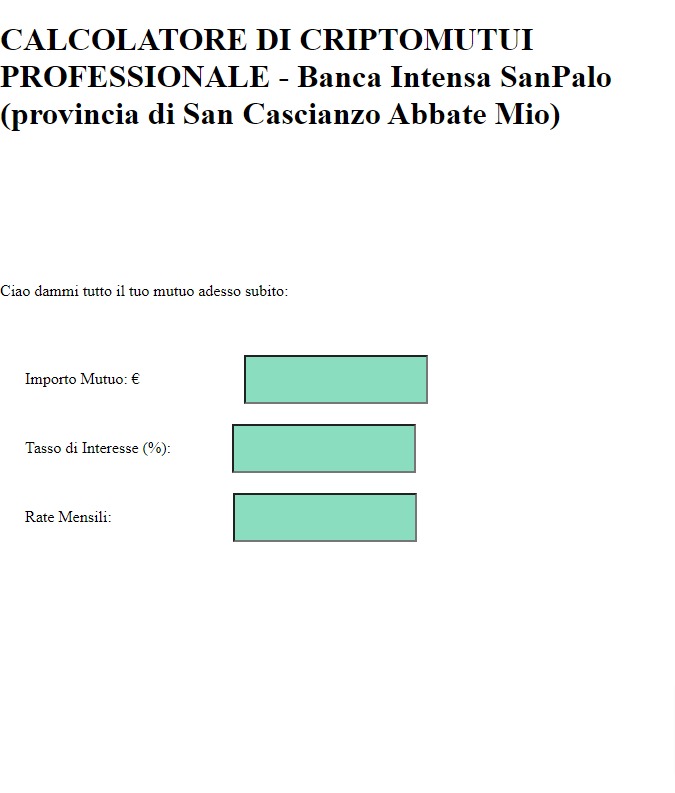 CALCOLATORE DI CRIPTOMUTUI
PROFESSIONALE - Banca Intensa SanPalo
(provincia di San Cascianzo Abbate Mio)
Ciao dammi tutto il tuo mutuo adesso subito:
Importo Mutuo: €
Tasso di Interesse (%):
Rate Mensili: